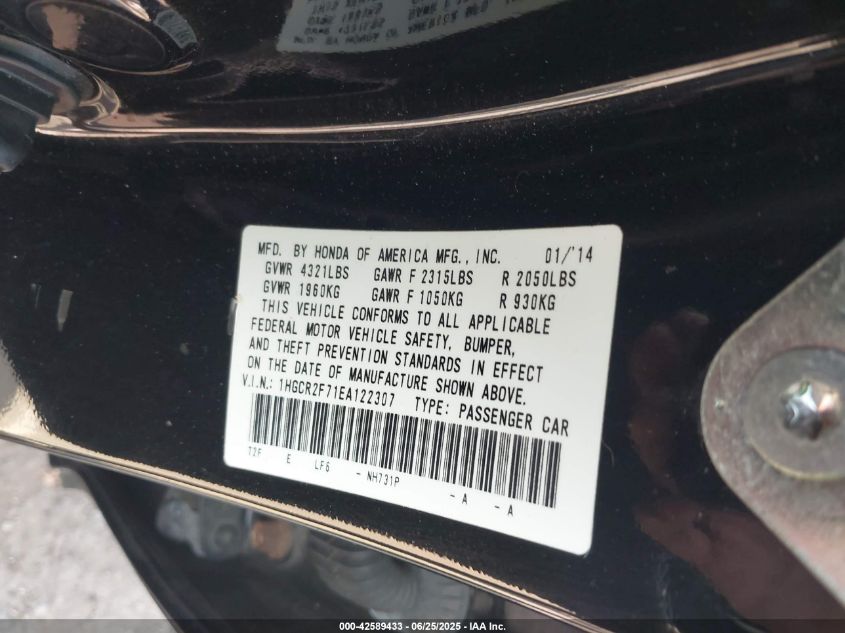 MFD. BY HONDA OF AMERICA MFG., INC. 01/'14
GVWR 4321LBS GAWR F 2315LBS R 2050LBS
GVWR 1960KG GAWR F 1050KG R 930KG
THIS VEHICLE CONFORMS TO ALL APPLICABLE
FEDERAL MOTOR VEHICLE SAFETY, BUMPER,
AND THEFT PREVENTION STANDARDS IN EFFECT
ON THE DATE OF MANUFACTURE SHOWN ABOVE.
V.I.N.: 1HGCR2F71EA122307 TYPE: PASSENGER CAR
T2F E LF6 - NH731P - A - A
000-42589433 - 06/25/2025 - IAA Inc.